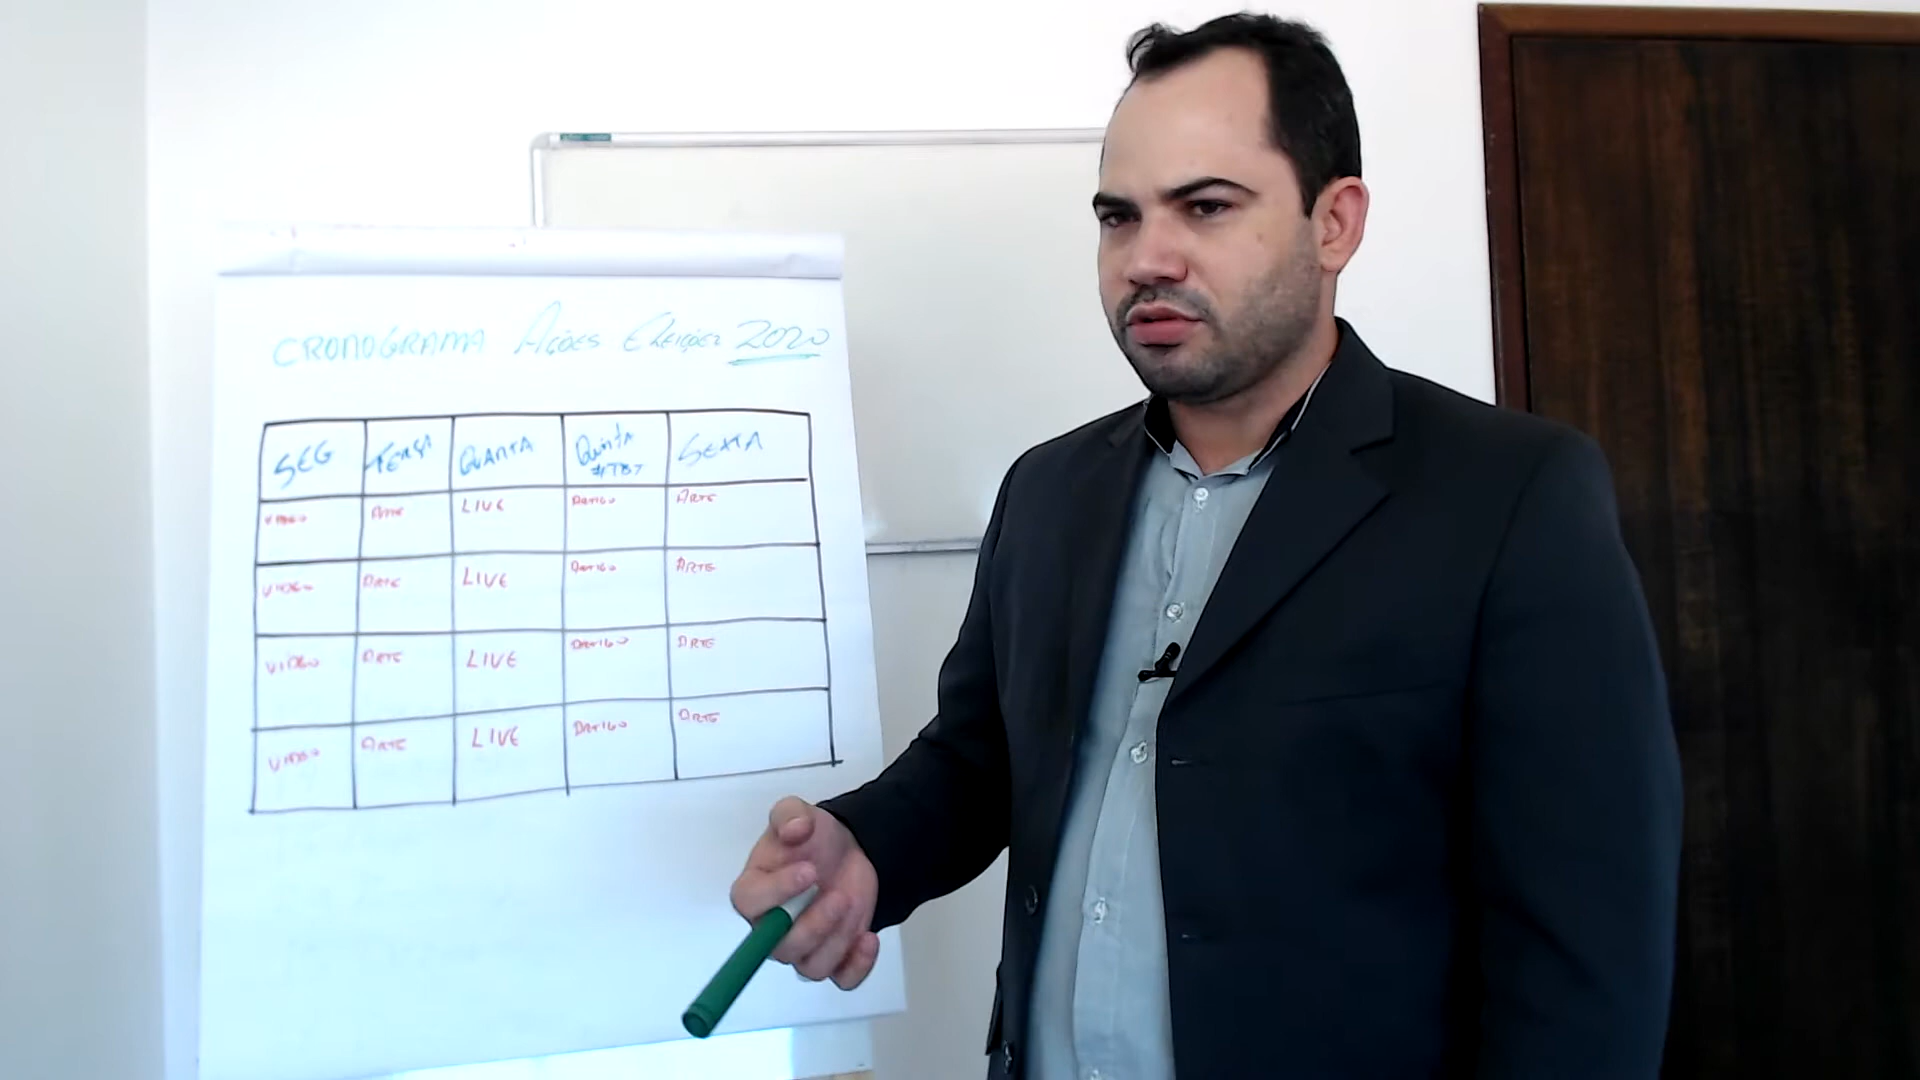 CRONOGRAMA AÇÕES ELEIÇÕES 2020
SEG TERÇA QUARTA QUINTA SEXTA
#TBT
VIDEO ARTE LIVE ARTIGO ARTE
VIDEO ARTE LIVE ARTIGO ARTE
VIDEO ARTE LIVE ARTIGO ARTE
VIDEO ARTE LIVE ARTIGO ARTE